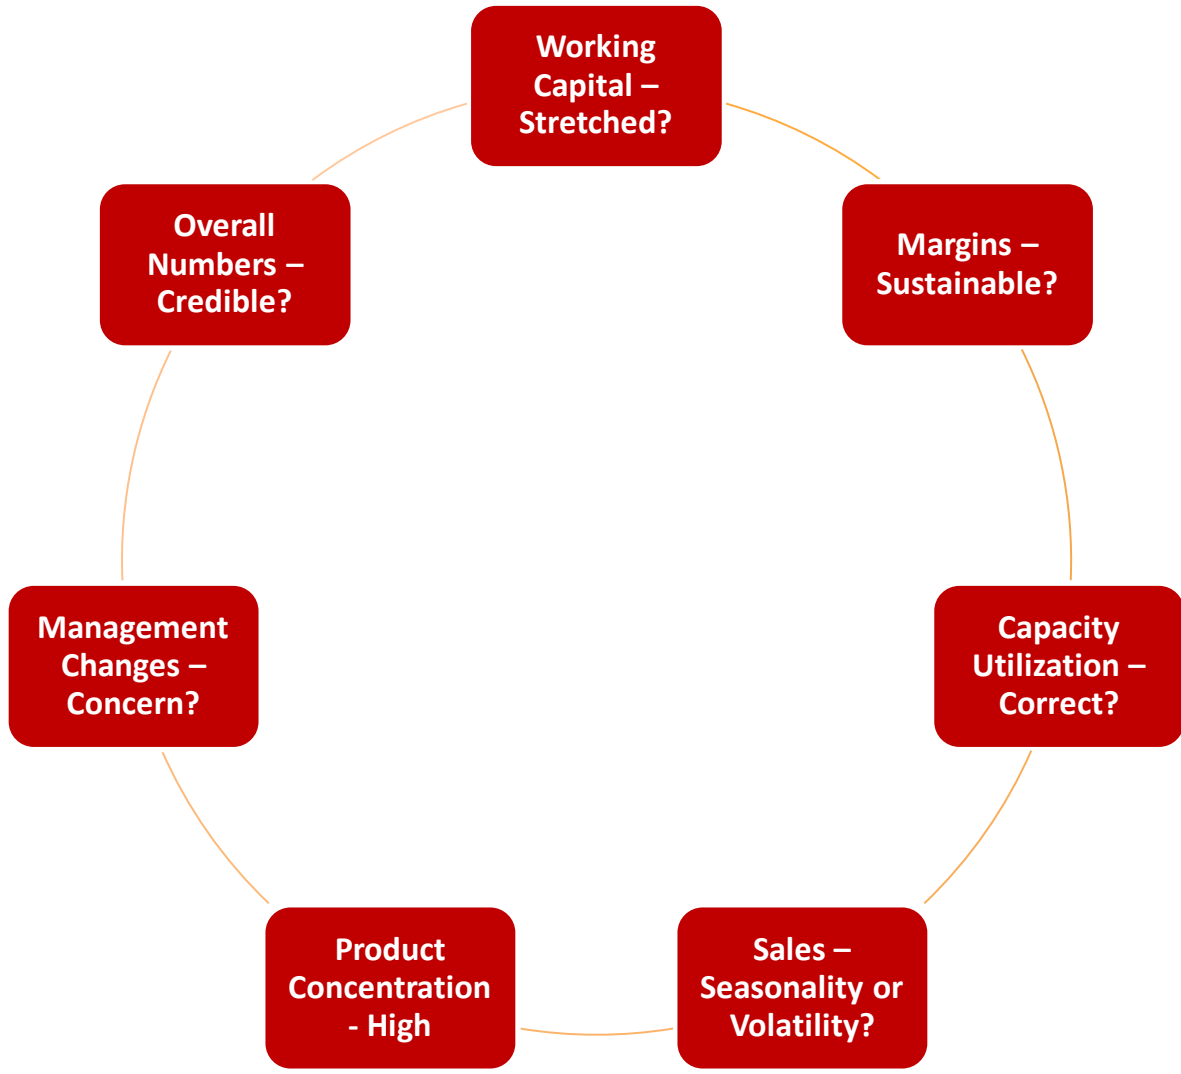 Working
Capital –
Stretched?
Margins –
Sustainable?
Capacity
Utilization –
Correct?
Sales –
Seasonality or
Volatility?
Product
Concentration
- High
Management
Changes –
Concern?
Overall
Numbers –
Credible?